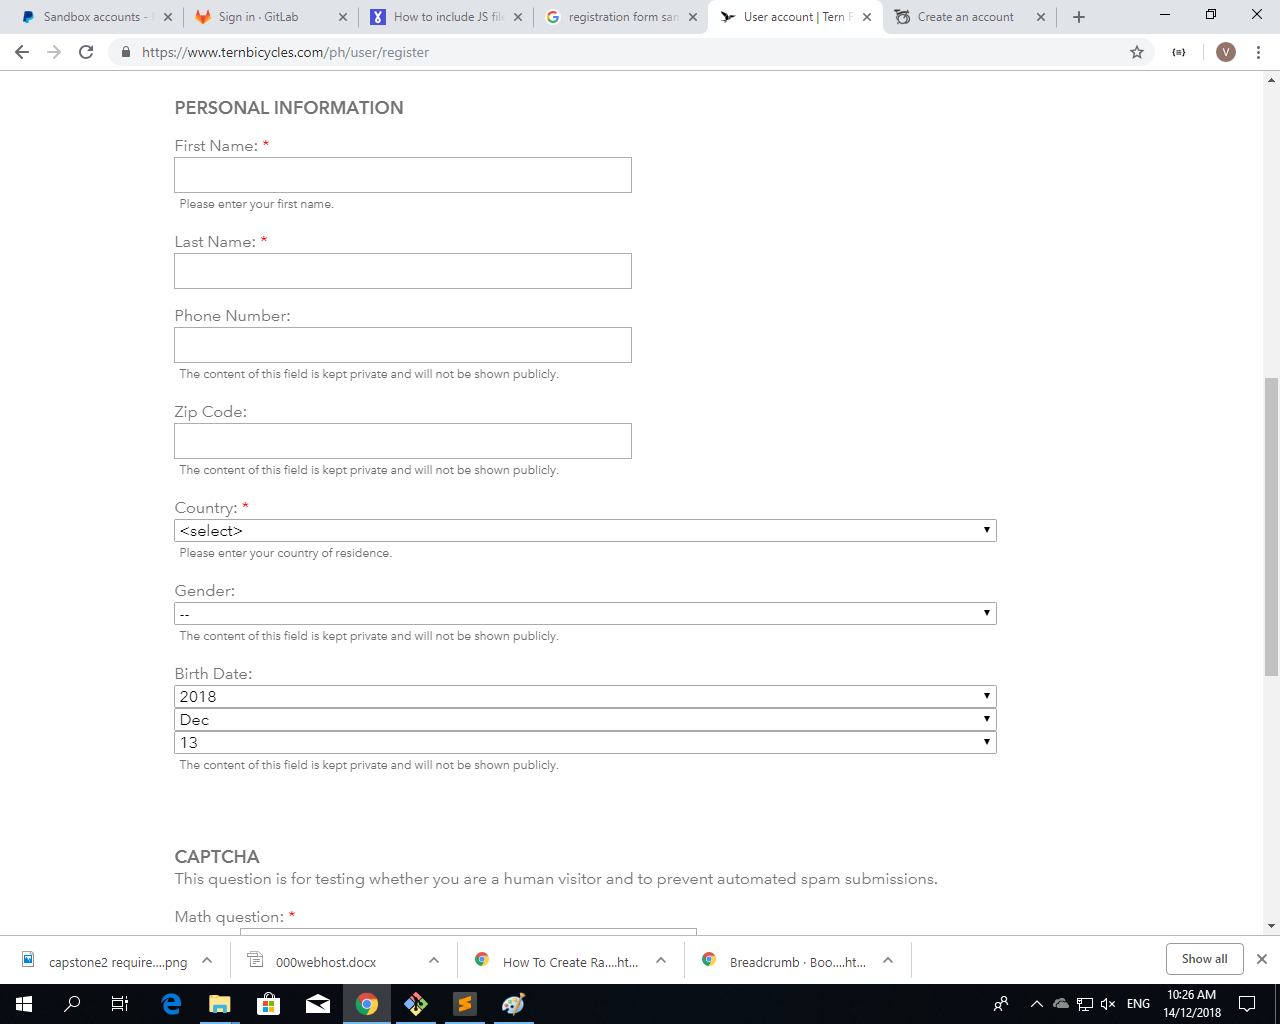 Sandbox accounts -
Sign in · GitLab
How to include JS fil
registration form sam
User account | Tern F
Create an account
https://www.ternbicycles.com/ph/user/register
V
PERSONAL INFORMATION
First Name: *
Please enter your first name.
Last Name: *
Phone Number:
The content of this field is kept private and will not be shown publicly.
Zip Code:
The content of this field is kept private and will not be shown publicly.
Country: *
<select>
Please enter your country of residence.
Gender:
--
The content of this field is kept private and will not be shown publicly.
Birth Date:
2018
Dec
13
The content of this field is kept private and will not be shown publicly.
CAPTCHA
This question is for testing whether you are a human visitor and to prevent automated spam submissions.
Math question: *
capstone2 require....png
000webhost.docx
How To Create Ra....ht...
Breadcrumb · Boo....ht...
Show all
ENG
10:26 AM
14/12/2018